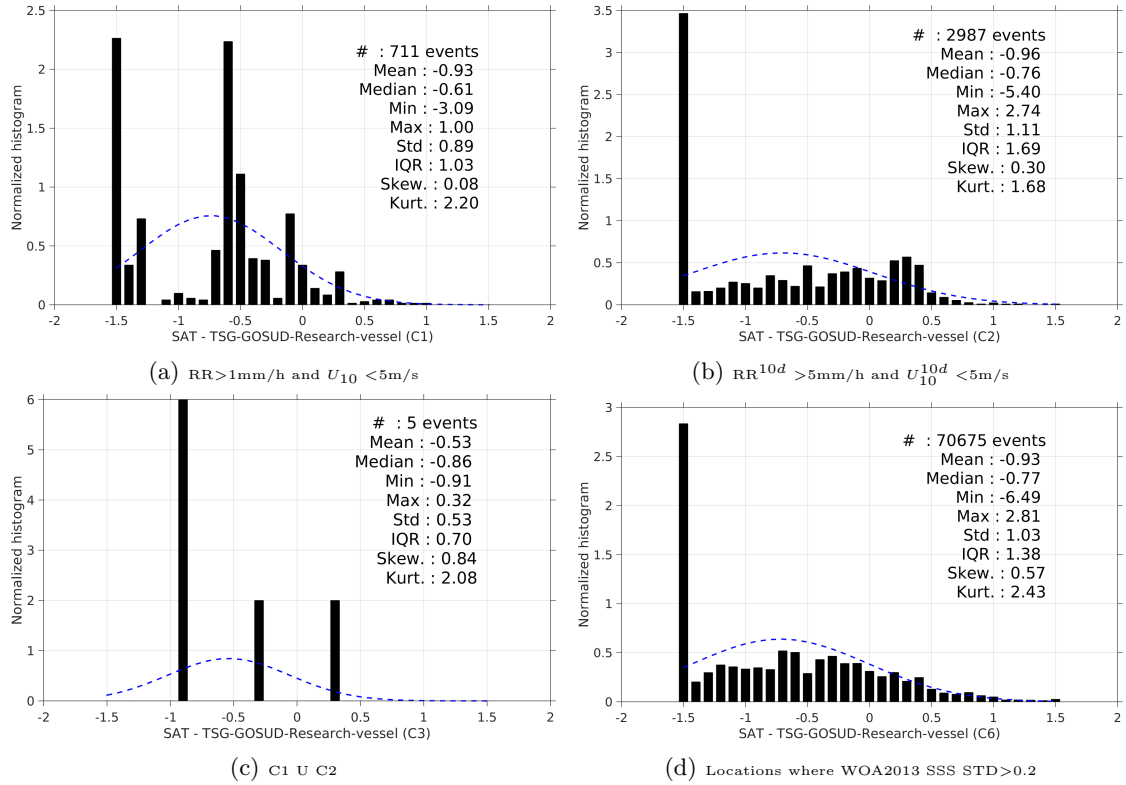 2.5
2
1.5
1
0.5
0
-2 -1.5 -1 -0.5 0 0.5 1 1.5 2
Normalized histogram
# : 711 events
Mean : -0.93
Median : -0.61
Min : -3.09
Max : 1.00
Std : 0.89
IQR : 1.03
Skew. : 0.08
Kurt. : 2.20
SAT - TSG-GOSUD-Research-vessel (C1)
(a) RR>1mm/h and U10 <5m/s
3.5
3
2.5
2
1.5
1
0.5
0
-2 -1.5 -1 -0.5 0 0.5 1 1.5 2
Normalized histogram
# : 2987 events
Mean : -0.96
Median : -0.76
Min : -5.40
Max : 2.74
Std : 1.11
IQR : 1.69
Skew. : 0.30
Kurt. : 1.68
SAT - TSG-GOSUD-Research-vessel (C2)
(b) RR^10d >5mm/h and U10^10d <5m/s
6
5
4
3
2
1
0
-2 -1.5 -1 -0.5 0 0.5 1 1.5 2
Normalized histogram
# : 5 events
Mean : -0.53
Median : -0.86
Min : -0.91
Max : 0.32
Std : 0.53
IQR : 0.70
Skew. : 0.84
Kurt. : 2.08
SAT - TSG-GOSUD-Research-vessel (C3)
(c) C1 U C2
3
2.5
2
1.5
1
0.5
0
-2 -1.5 -1 -0.5 0 0.5 1 1.5 2
Normalized histogram
# : 70675 events
Mean : -0.93
Median : -0.77
Min : -6.49
Max : 2.81
Std : 1.03
IQR : 1.38
Skew. : 0.57
Kurt. : 2.43
SAT - TSG-GOSUD-Research-vessel (C6)
(d) Locations where WOA2013 SSS STD>0.2